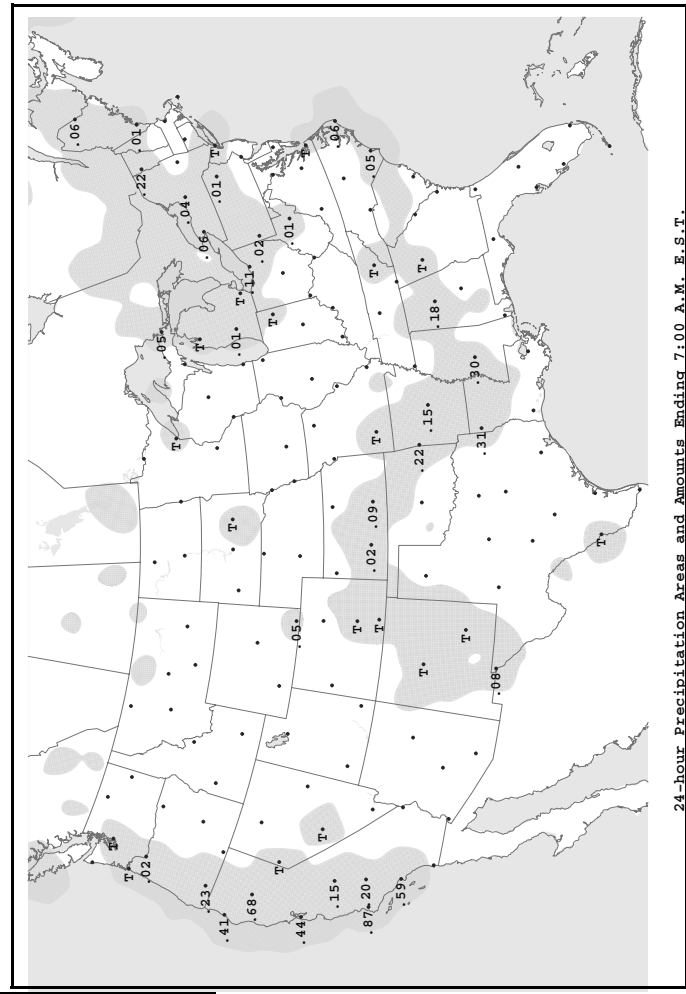 .06
T
T
.02
.01
.22
.05
T
.04
T
.06
.23
T
.01
.41
T
.01
T
.11
.68
.02
T
T
.01
.05
.44
T
T
.15
.06
T
.87
.20
.05
.02
.09
T
T
T
.59
.22
T
T
.15
.18
T
.30
.31
.08
T
24-hour Precipitation Areas and Amounts Ending 7:00 A.M. E.S.T.